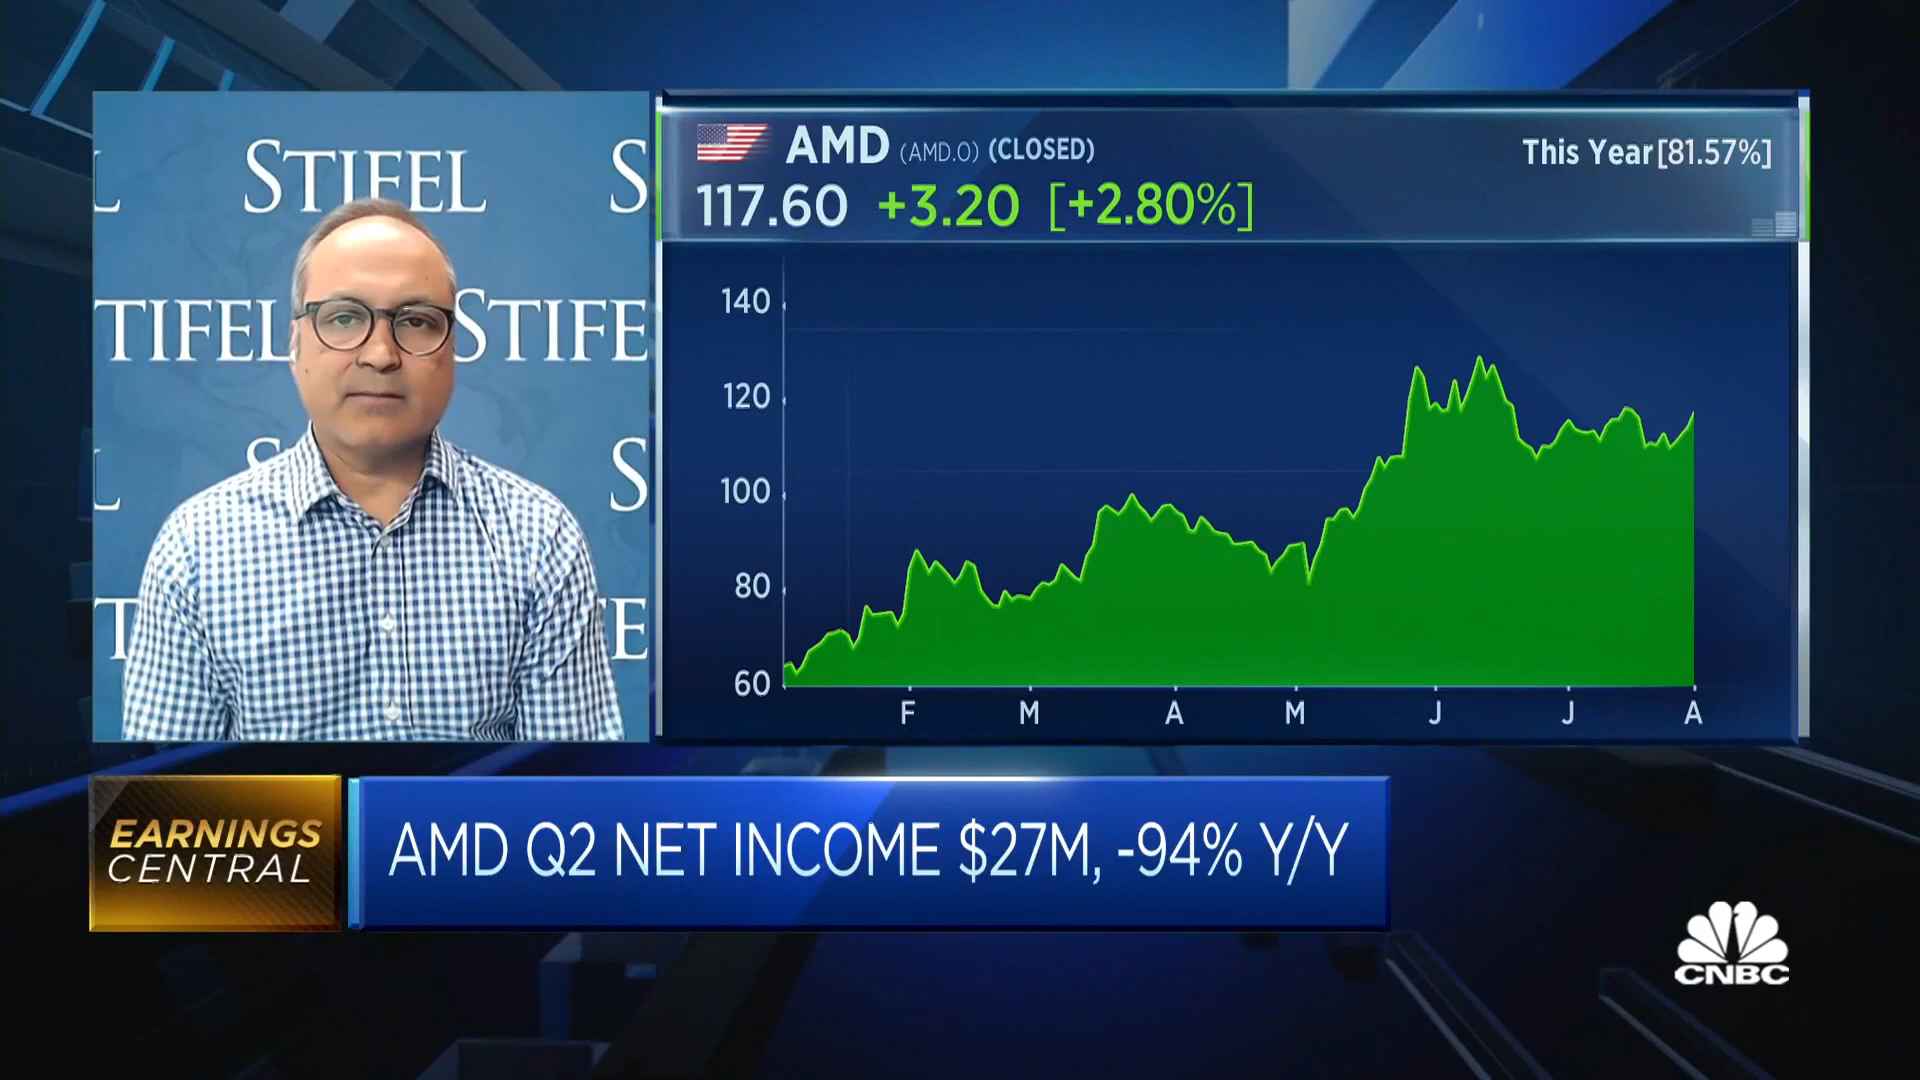 STIFEL S
TIFEL STIFE
S
T E
AMD (AMD.O) (CLOSED)
117.60 +3.20 [+2.80%]
This Year[81.57%]
140
120
100
80
60
F M A M J J A
EARNINGS
CENTRAL
AMD Q2 NET INCOME $27M, -94% Y/Y
CNBC